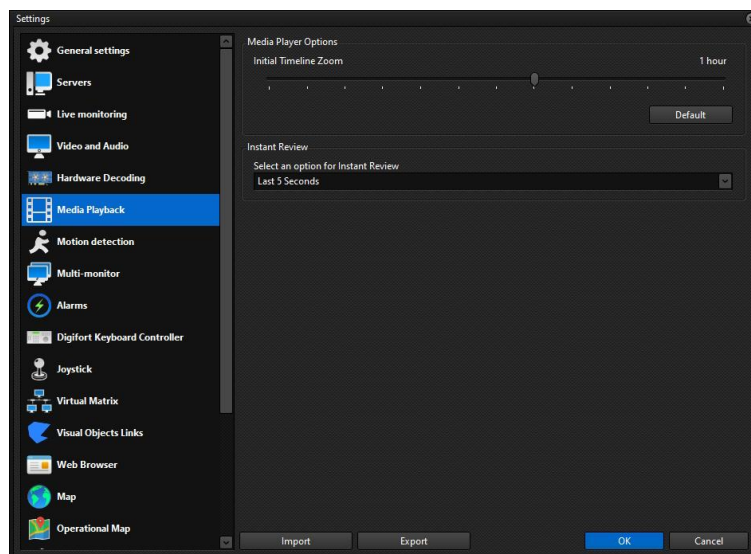 Settings
General settings
Servers
Live monitoring
Video and Audio
Hardware Decoding
Media Playback
Motion detection
Multi-monitor
Alarms
Digifort Keyboard Controller
Joystick
Virtual Matrix
Visual Objects Links
Web Browser
Map
Operational Map
Media Player Options
Initial Timeline Zoom 1 hour
Default
Instant Review
Select an option for Instant Review
Last 5 Seconds
Import Export OK Cancel